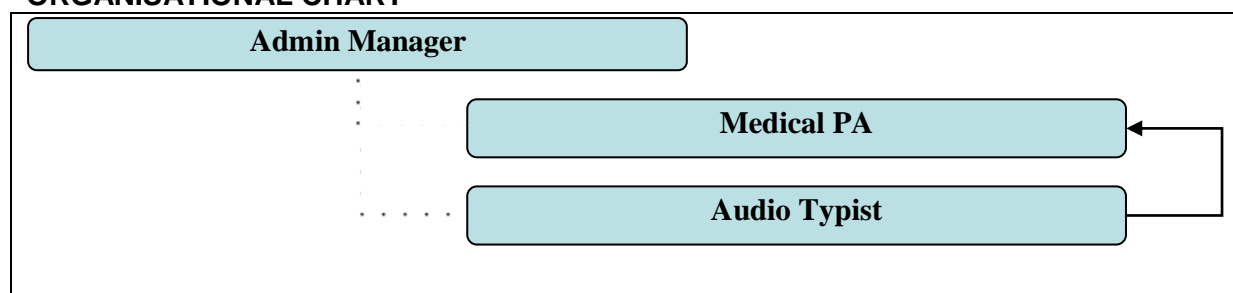 ORGANISATIONAL CHART
Admin Manager
Medical PA
Audio Typist